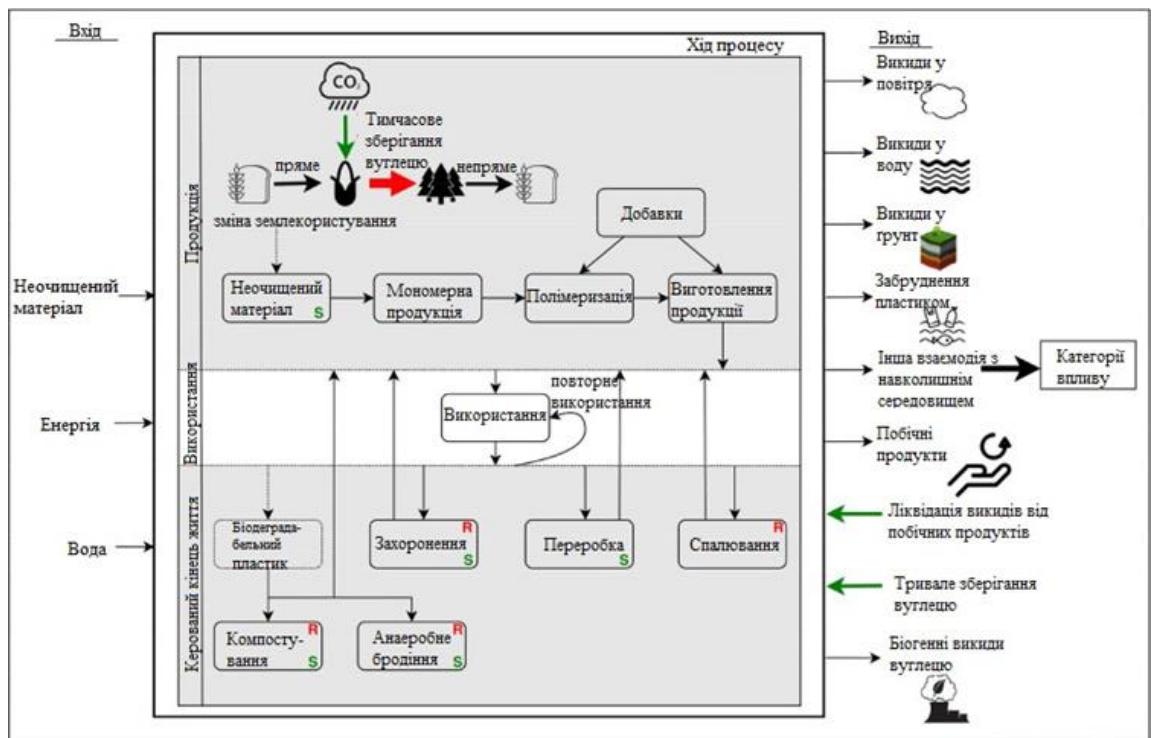 Вхід
Неочищений
матеріал
Енергія
Вода
Хід процесу
Продукція
CO₂
Тимчасове
зберігання
вуглецю
пряме
непряме
зміна землекористування
Добавки
Неочищений
матеріал
S
Мономерна
продукція
Полімеризація
Виготовлення
продукції
Використання
Використання
повторне
використання
Керований кінець життя
Біодеграда-
бельний
пластик
Захоронення
R
S
Переробка
S
Спалювання
R
Компосту-
вання
R
S
Анаеробне
бродіння
R
S
Вихід
Викиди у
повітря
Викиди у
воду
Викиди у
ґрунт
Забруднення
пластиком
Інша взаємодія з
навколишнім
середовищем
Категорії
впливу
Побічні
продукти
Ліквідація викидів від
побічних продуктів
Тривале зберігання
вуглецю
Біогенні викиди
вуглецю